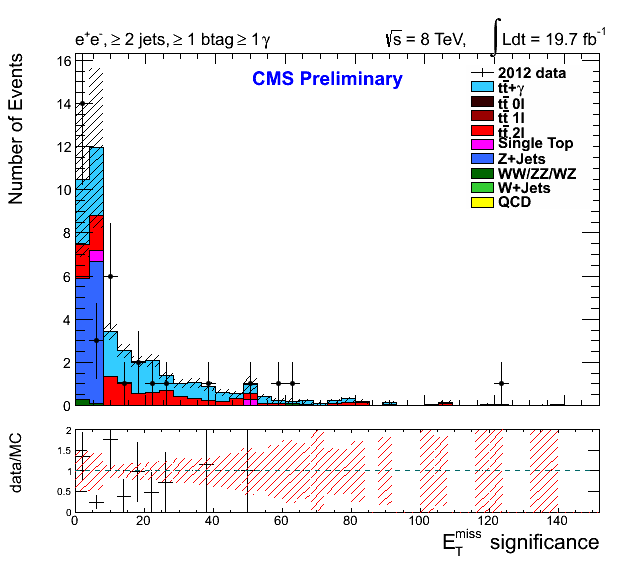 e⁺e⁻, ≥ 2 jets, ≥ 1 btag ≥ 1 γ
√s = 8 TeV, ∫ Ldt = 19.7 fb⁻¹
CMS Preliminary
Number of Events
16
14
12
10
8
6
4
2
0
2012 data
tt̄+γ
tt̄ 0l
tt̄ 1l
tt̄ 2l
Single Top
Z+Jets
WW/ZZ/WZ
W+Jets
QCD
data/MC
2
1.5
1
0.5
0
0 20 40 60 80 100 120 140
E_T^miss significance